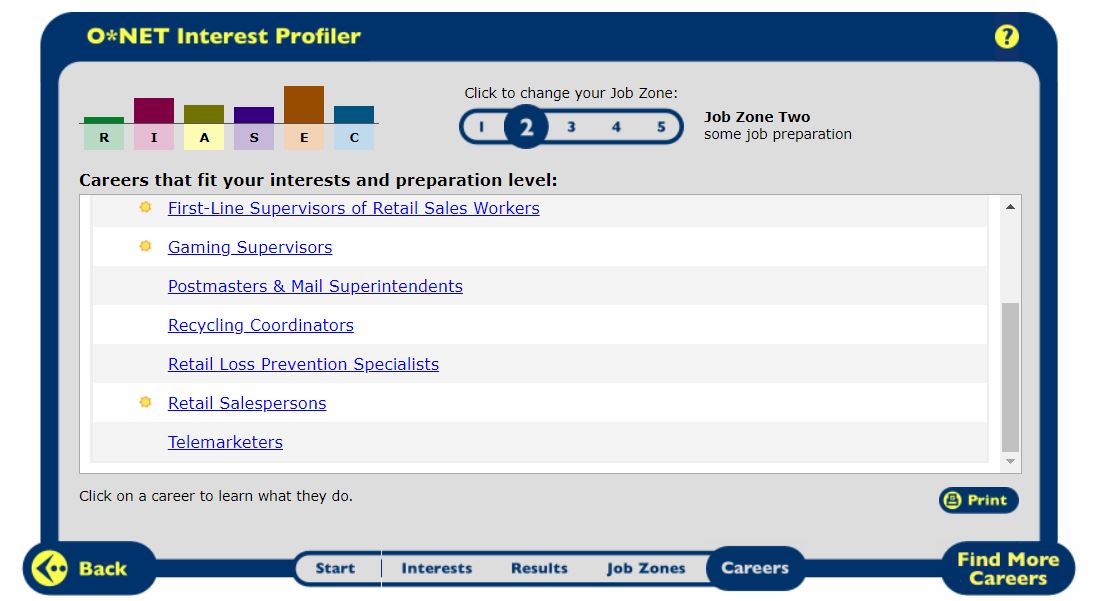 O*NET Interest Profiler
?
Click to change your Job Zone:
1 2 3 4 5
Job Zone Two
some job preparation
R I A S E C
Careers that fit your interests and preparation level:
First-Line Supervisors of Retail Sales Workers
Gaming Supervisors
Postmasters & Mail Superintendents
Recycling Coordinators
Retail Loss Prevention Specialists
Retail Salespersons
Telemarketers
Click on a career to learn what they do.
Print
Back
Start Interests Results Job Zones Careers
Find More
Careers